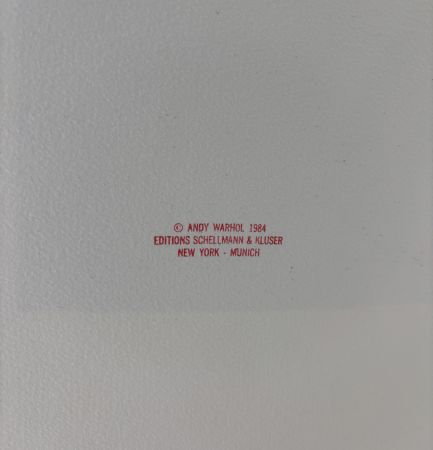 © ANDY WARHOL 1984
EDITIONS SCHELLMANN & KLUSER
NEW YORK - MUNICH